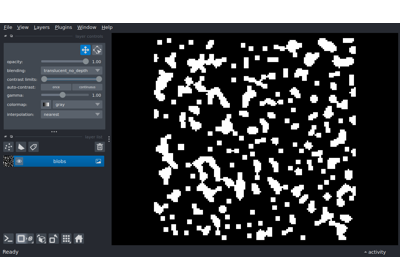 File View Layers Plugins Window Help
opacity: 1.00
blending: translucent_no_depth
contrast limits:
auto-contrast: once continuous
gamma: 1.00
colormap: gray
interpolation: nearest
blobs
Ready
activity